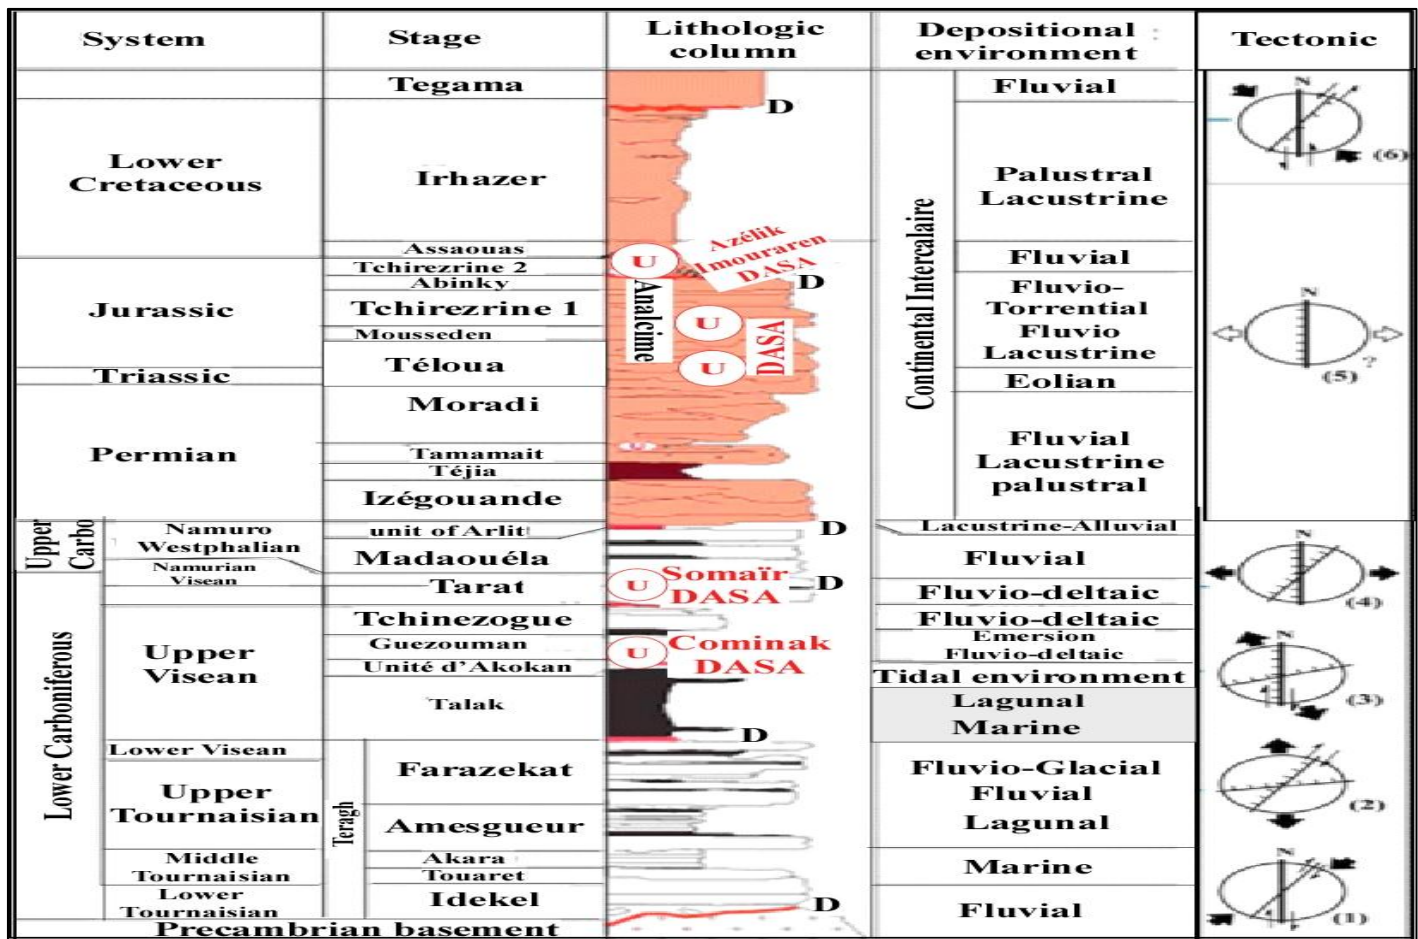 System
Stage
Lithologic
column
Depositional :
environment
Tectonic
Tegama
D
Fluvial
N
(6)
Lower
Cretaceous
Irhazer
Palustral
Lacustrine
Continental Intercalaire
Assaouas
Tchirezrine 2
Abinky
U
Azélik
Imouraren
DASA
D
Fluvial
Jurassic
Tchirezrine 1
Mousseden
Téloua
Analcime
U
U
DASA
Fluvio-
Torrential
Fluvio
Lacustrine
N
?
(5)
Triassic
Eolian
Permian
Moradi
Tamamait
Téjia
Izégouande
U
Fluvial
Lacustrine
palustral
Upper
Carbo
Namuro
Westphalian
Namurian
Visean
unit of Arlit
Madaouéla
Tarat
D
U
Somaïr
DASA
D
Lacustrine-Alluvial
Fluvial
Fluvio-deltaic
N
(4)
Lower Carboniferous
Upper
Visean
Tchinezogue
Guezouman
Unité d'Akokan
Talak
U
Cominak
DASA
D
Fluvio-deltaic
Emersion
Fluvio-deltaic
Tidal environment
Lagunal
Marine
N
(3)
Lower Visean
Upper
Tournaisian
Middle
Tournaisian
Lower
Tournaisian
Teragh
Farazekat
Amesgueur
Akara
Touaret
Idekel
D
Fluvio-Glacial
Fluvial
Lagunal
Marine
Fluvial
(2)
N
(1)
Precambrian basement